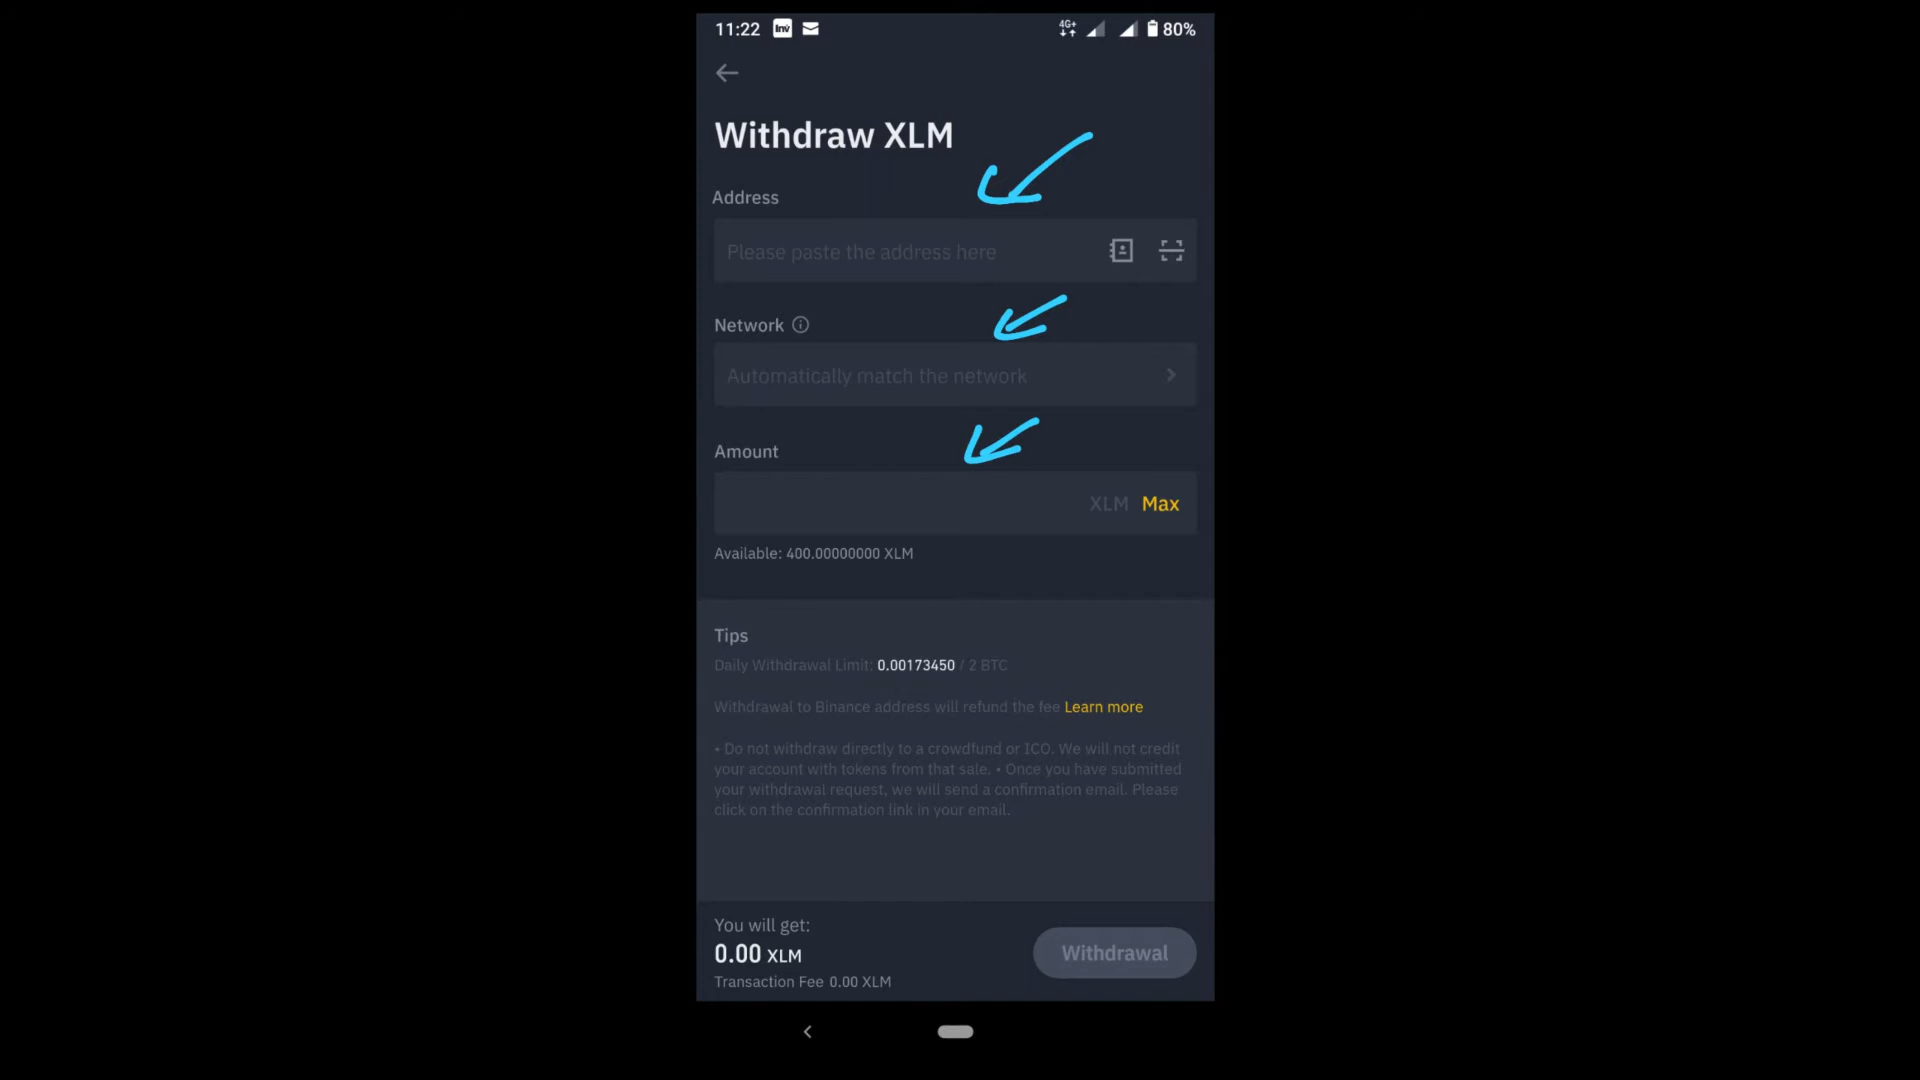 11:22 inv 4G+ 80%
Withdraw XLM
Address
Please paste the address here
Network
Automatically match the network
Amount
XLM Max
Available: 400.00000000 XLM
Tips
Daily Withdrawal Limit: 0.00173450 / 2 BTC
Withdrawal to Binance address will refund the fee Learn more
• Do not withdraw directly to a crowdfund or ICO. We will not credit
your account with tokens from that sale. • Once you have submitted
your withdrawal request, we will send a confirmation email. Please
click on the confirmation link in your email.
You will get:
0.00 XLM
Transaction Fee 0.00 XLM
Withdrawal